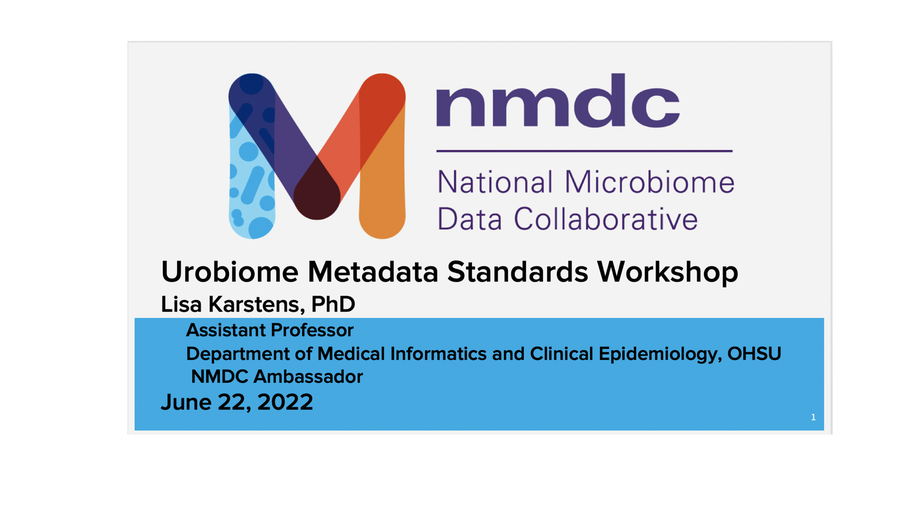 nmdc
National Microbiome
Data Collaborative
Urobiome Metadata Standards Workshop
Lisa Karstens, PhD
Assistant Professor
Department of Medical Informatics and Clinical Epidemiology, OHSU
NMDC Ambassador
June 22, 2022
1